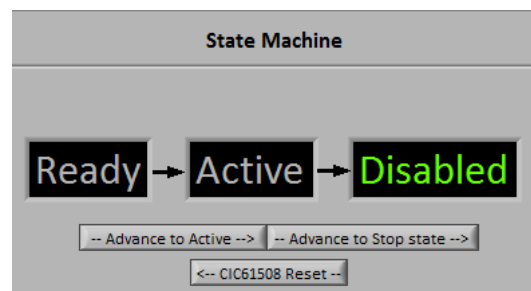 State Machine
Ready Active Disabled
-- Advance to Active --> -- Advance to Stop state -->
<-- CIC61508 Reset --